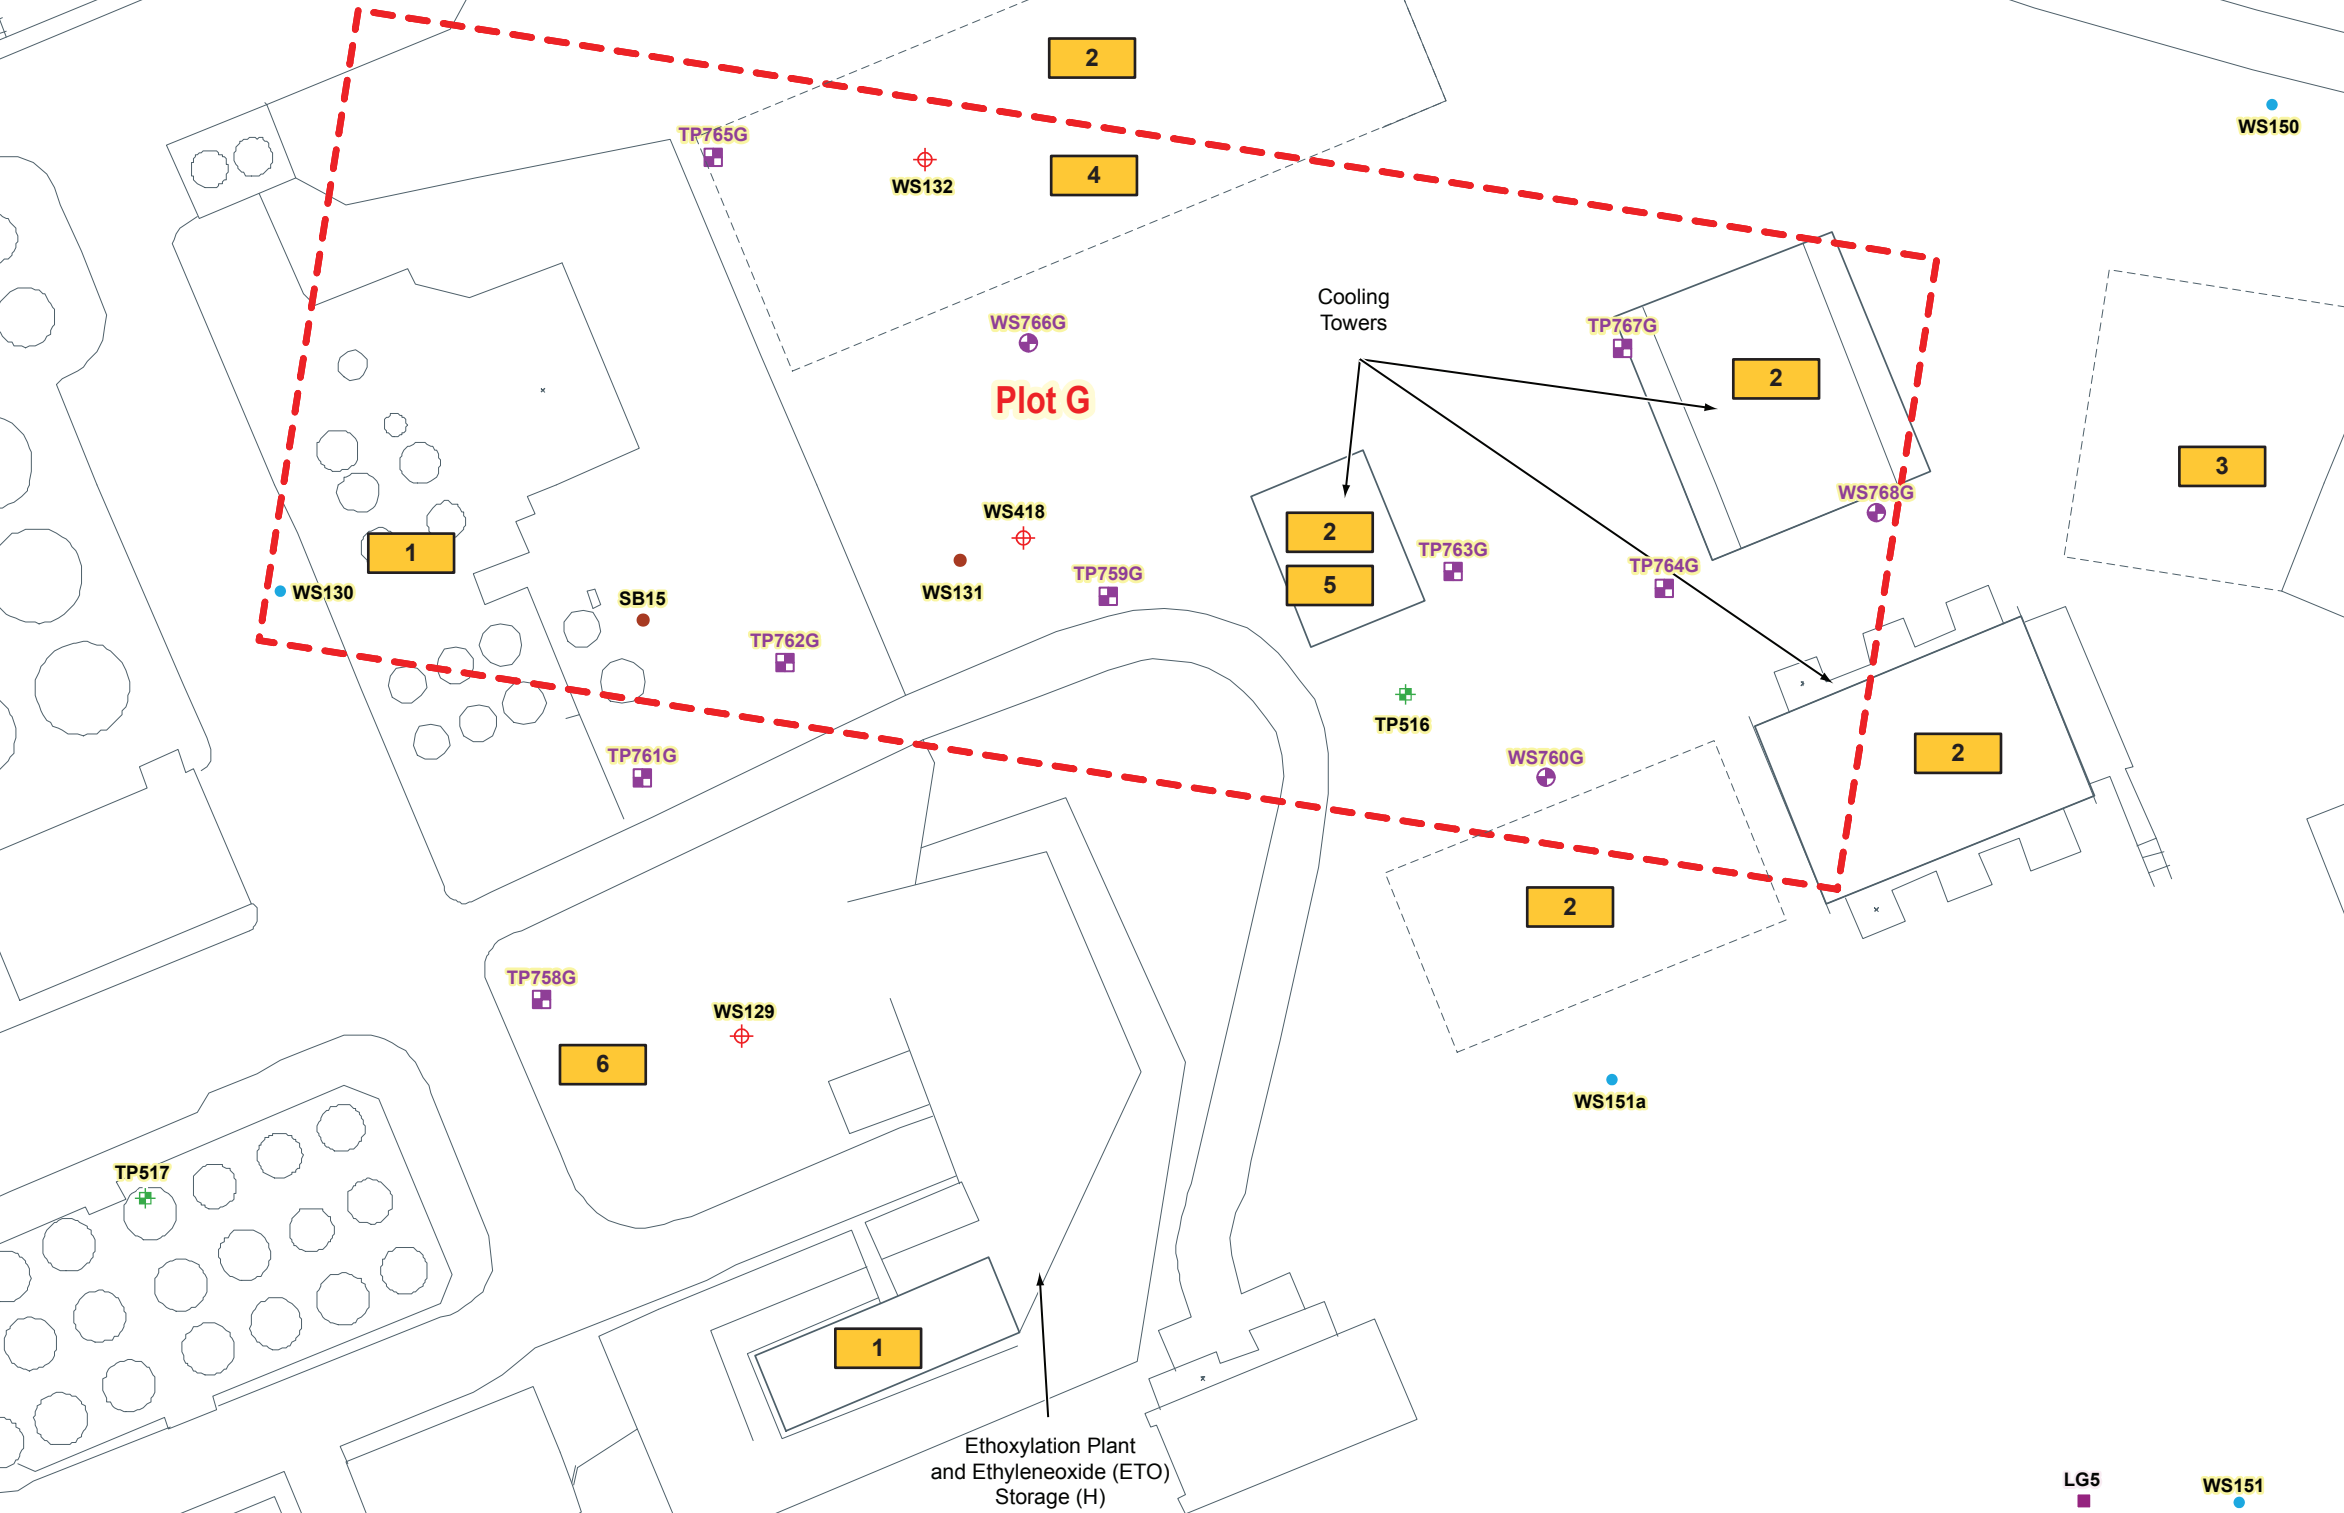 2
WS150
TP765G
WS132
4
Cooling
Towers
WS766G
TP767G
Plot G
2
3
WS768G
WS418
2
1
TP763G
TP764G
TP759G
5
WS131
WS130
SB15
TP762G
TP516
TP761G
WS760G
2
2
TP758G
WS129
6
WS151a
TP517
1
Ethoxylation Plant
and Ethyleneoxide (ETO)
Storage (H)
LG5
WS151